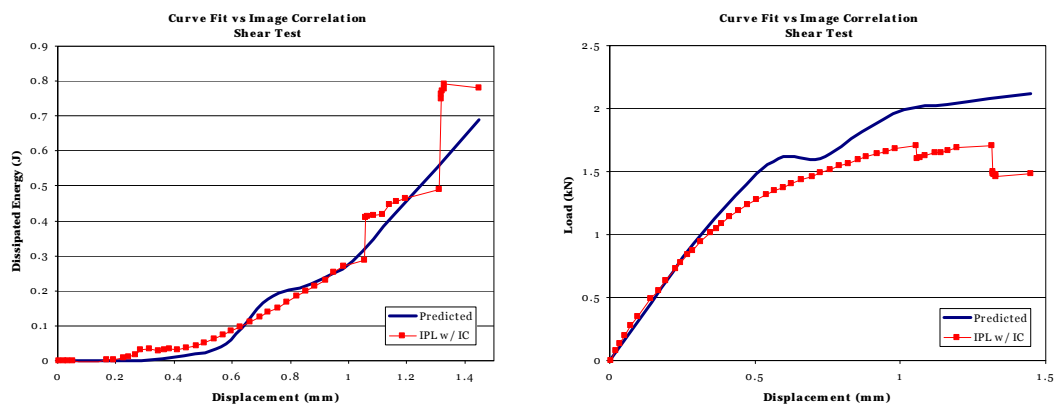 Curve Fit vs Image Correlation
Shear Test
0.9
0.8
0.7
0.6
0.5
0.4
0.3
0.2
0.1
0
Dissipated Energy (J)
0
0.2
0.4
0.6
0.8
1
1.2
1.4
Displacement (mm)
Predicted
IPL w/ IC
Curve Fit vs Image Correlation
Shear Test
2.5
2
1.5
1
0.5
0
Load (kN)
0
0.5
1
1.5
Displacement (mm)
Predicted
IPL w/ IC